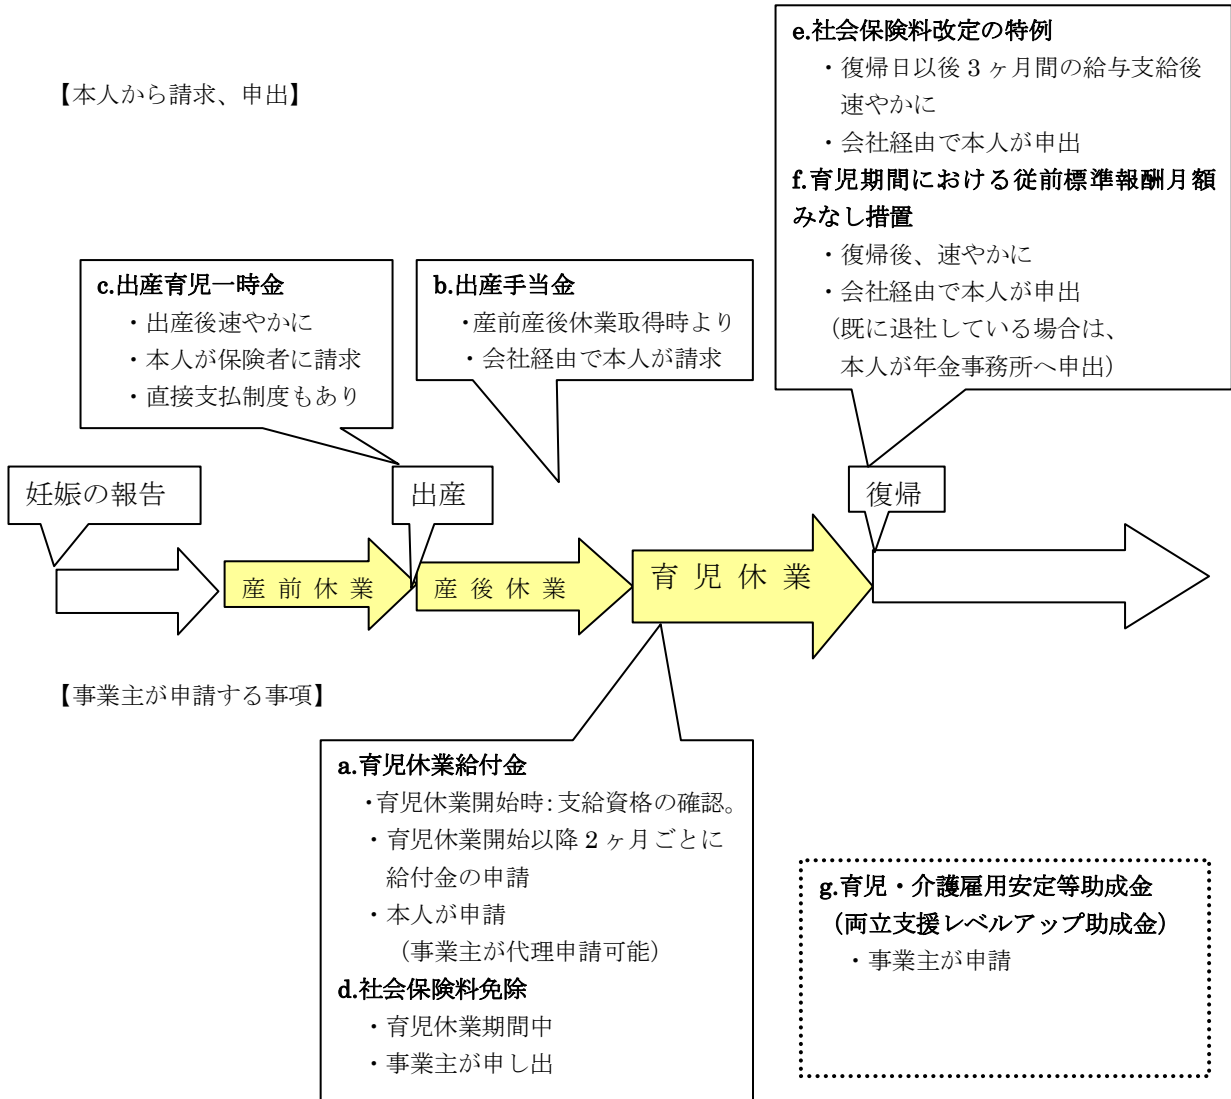 【本人から請求、申出】
e.社会保険料改定の特例
・復帰日以後 3 ヶ月間の給与支給後
速やかに
・会社経由で本人が申出
f.育児期間における従前標準報酬月額
みなし措置
・復帰後、速やかに
・会社経由で本人が申出
（既に退社している場合は、
本人が年金事務所へ申出）
c.出産育児一時金
・出産後速やかに
・本人が保険者に請求
・直接支払制度もあり
b.出産手当金
・産前産後休業取得時より
・会社経由で本人が請求
妊娠の報告
出産
復帰
産前休業
産後休業
育児休業
【事業主が申請する事項】
a.育児休業給付金
・育児休業開始時：支給資格の確認。
・育児休業開始以降 2 ヶ月ごとに
給付金の申請
・本人が申請
（事業主が代理申請可能）
d.社会保険料免除
・育児休業期間中
・事業主が申し出
g.育児・介護雇用安定等助成金
（両立支援レベルアップ助成金）
・事業主が申請